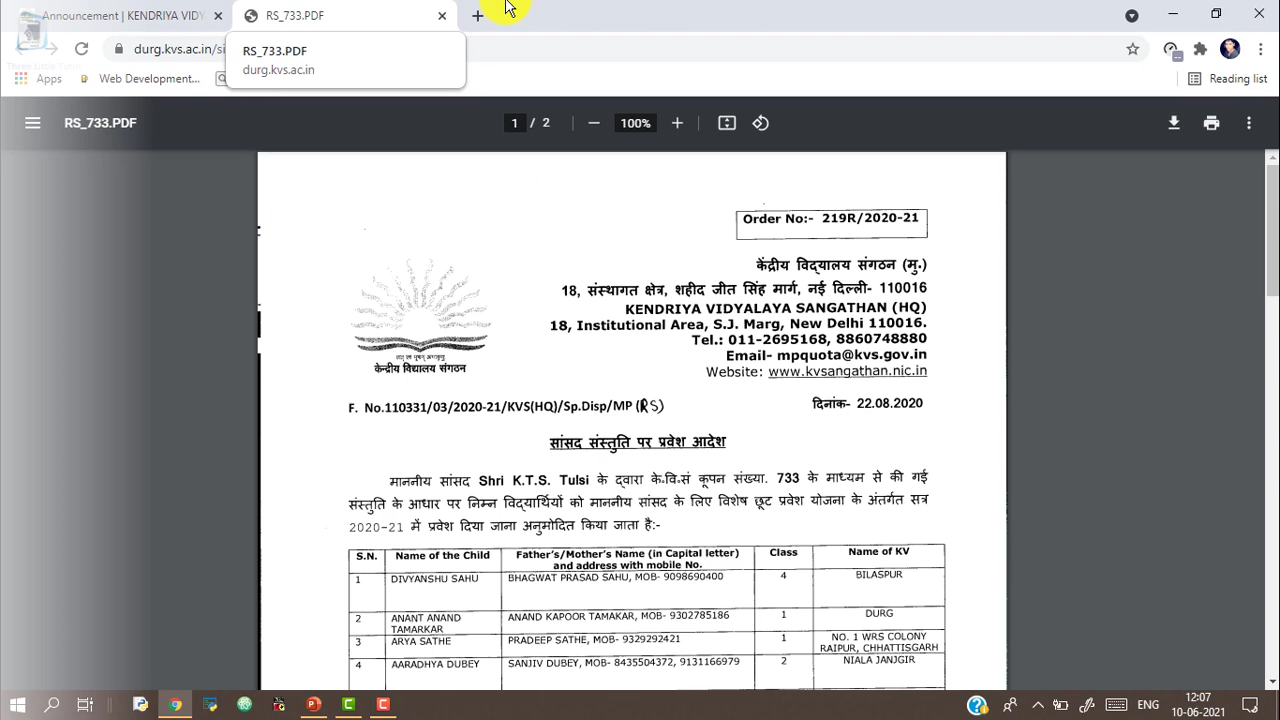 Announcement | KENDRIYA VID
RS_733.PDF
durg.kvs.ac.in/si
RS_733.PDF
durg.kvs.ac.in
Apps
Web Development...
Reading list
Three Little Tutor
RS_733.PDF
1 / 2
100%
Order No:- 219R/2020-21
केंद्रीय विद्यालय संगठन (मु.)
18, संस्थागत क्षेत्र, शहीद जीत सिंह मार्ग, नई दिल्ली- 110016
KENDRIYA VIDYALAYA SANGATHAN (HQ)
18, Institutional Area, S.J. Marg, New Delhi 110016.
Tel.: 011-2695168, 8860748880
Email- mpquota@kvs.gov.in
Website: www.kvsangathan.nic.in
केन्द्रीय विद्यालय संगठन
F. No.110331/03/2020-21/KVS(HQ)/Sp.Disp/MP (RS)
दिनांक- 22.08.2020
सांसद संस्तुति पर प्रवेश आदेश
माननीय सांसद Shri K.T.S. Tulsi के द्वारा के.वि.सं कूपन संख्या. 733 के माध्यम से की गई
संस्तुति के आधार पर निम्न विद्यार्थियों को माननीय सांसद के लिए विशेष छूट प्रवेश योजना के अंतर्गत सत्र
2020-21 में प्रवेश दिया जाना अनुमोदित किया जाता है:-
S.N. Name of the Child Father's/Mother's Name (in Capital letter) Class Name of KV
and address with mobile No.
1 DIVYANSHU SAHU BHAGWAT PRASAD SAHU, MOB- 9098690400 4 BILASPUR
2 ANANT ANAND ANAND KAPOOR TAMAKAR, MOB- 9302785186 1 DURG
TAMARKAR
3 ARYA SATHE PRADEEP SATHE, MOB- 9329292421 1 NO. 1 WRS COLONY
RAIPUR, CHHATTISGARH
4 AARADHYA DUBEY SANJIV DUBEY, MOB- 8435504372, 9131166979 2 NIALA JANJGIR
ENG
12:07
10-06-2021